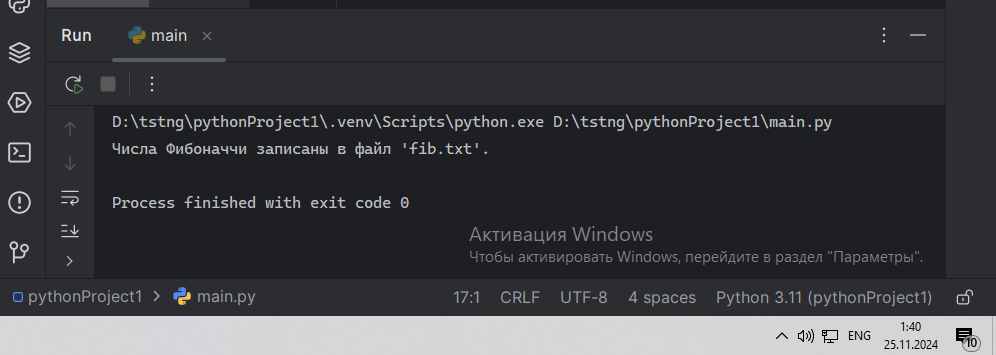 Run
main
D:\tstng\pythonProject1\.venv\Scripts\python.exe D:\tstng\pythonProject1\main.py
Числа Фибоначчи записаны в файл 'fib.txt'.
Process finished with exit code 0
Активация Windows
Чтобы активировать Windows, перейдите в раздел "Параметры".
pythonProject1 > main.py 17:1 CRLF UTF-8 4 spaces Python 3.11 (pythonProject1)
ENG
1:40
25.11.2024
10